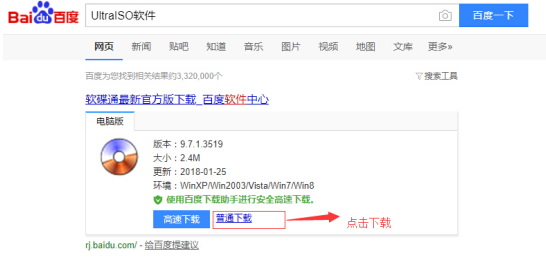 Bai du 百度 UltraISO软件 百度一下
网页 新闻 贴吧 知道 音乐 图片 视频 地图 文库 更多»
百度为您找到相关结果约3,320,000个 搜索工具
软碟通最新官方版下载_百度软件中心
电脑版
版本：9.7.1.3519
大小：2.4M
更新：2018-01-25
环境：WinXP/Win2003/Vista/Win7/Win8
使用百度下载助手进行安全高速下载。
高速下载 普通下载 点击下载
rj.baidu.com/ - 给百度提建议